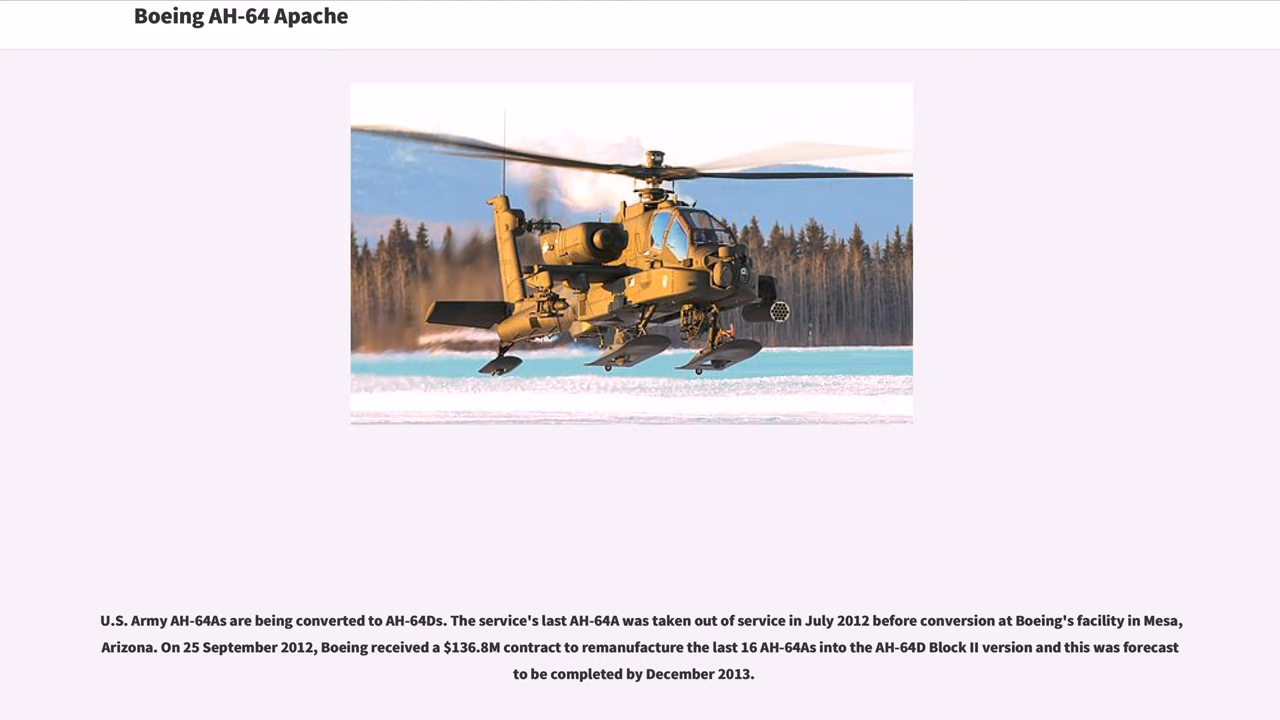 Boeing AH-64 Apache
U.S. Army AH-64As are being converted to AH-64Ds. The service's last AH-64A was taken out of service in July 2012 before conversion at Boeing's facility in Mesa,
Arizona. On 25 September 2012, Boeing received a $136.8M contract to remanufacture the last 16 AH-64As into the AH-64D Block II version and this was forecast
to be completed by December 2013.